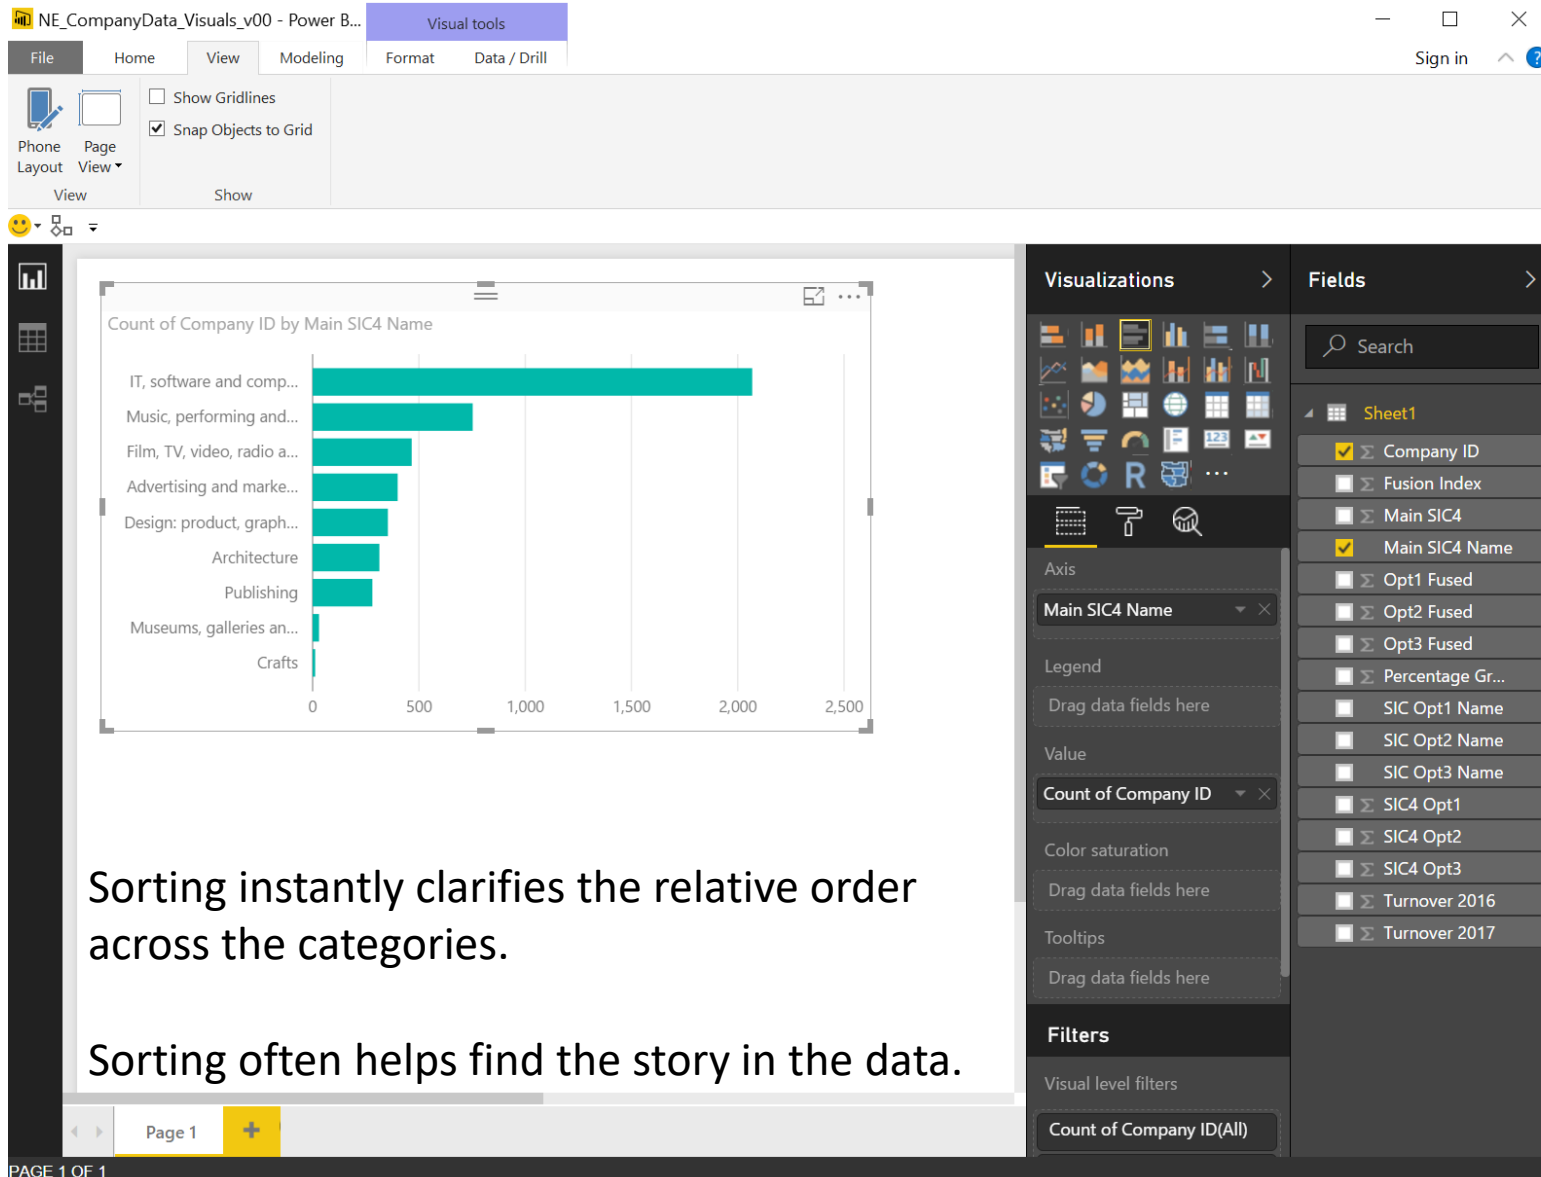 NE_CompanyData_Visuals_v00 - Power B...
Visual tools
File
Home
View
Modeling
Format
Data / Drill
Sign in
?
Phone Layout
Page View
Show Gridlines
Snap Objects to Grid
View
Show
Count of Company ID by Main SIC4 Name
IT, software and comp...
Music, performing and...
Film, TV, video, radio a...
Advertising and marke...
Design: product, graph...
Architecture
Publishing
Museums, galleries an...
Crafts
0 500 1,000 1,500 2,000 2,500
Sorting instantly clarifies the relative order
across the categories.
Sorting often helps find the story in the data.
Page 1
PAGE 1 OF 1
Visualizations
123
R
Axis
Main SIC4 Name
Legend
Drag data fields here
Value
Count of Company ID
Color saturation
Drag data fields here
Tooltips
Drag data fields here
Filters
Visual level filters
Count of Company ID(All)
Fields
Search
Sheet1
Σ Company ID
Σ Fusion Index
Σ Main SIC4
Main SIC4 Name
Σ Opt1 Fused
Σ Opt2 Fused
Σ Opt3 Fused
Σ Percentage Gr...
SIC Opt1 Name
SIC Opt2 Name
SIC Opt3 Name
Σ SIC4 Opt1
Σ SIC4 Opt2
Σ SIC4 Opt3
Σ Turnover 2016
Σ Turnover 2017